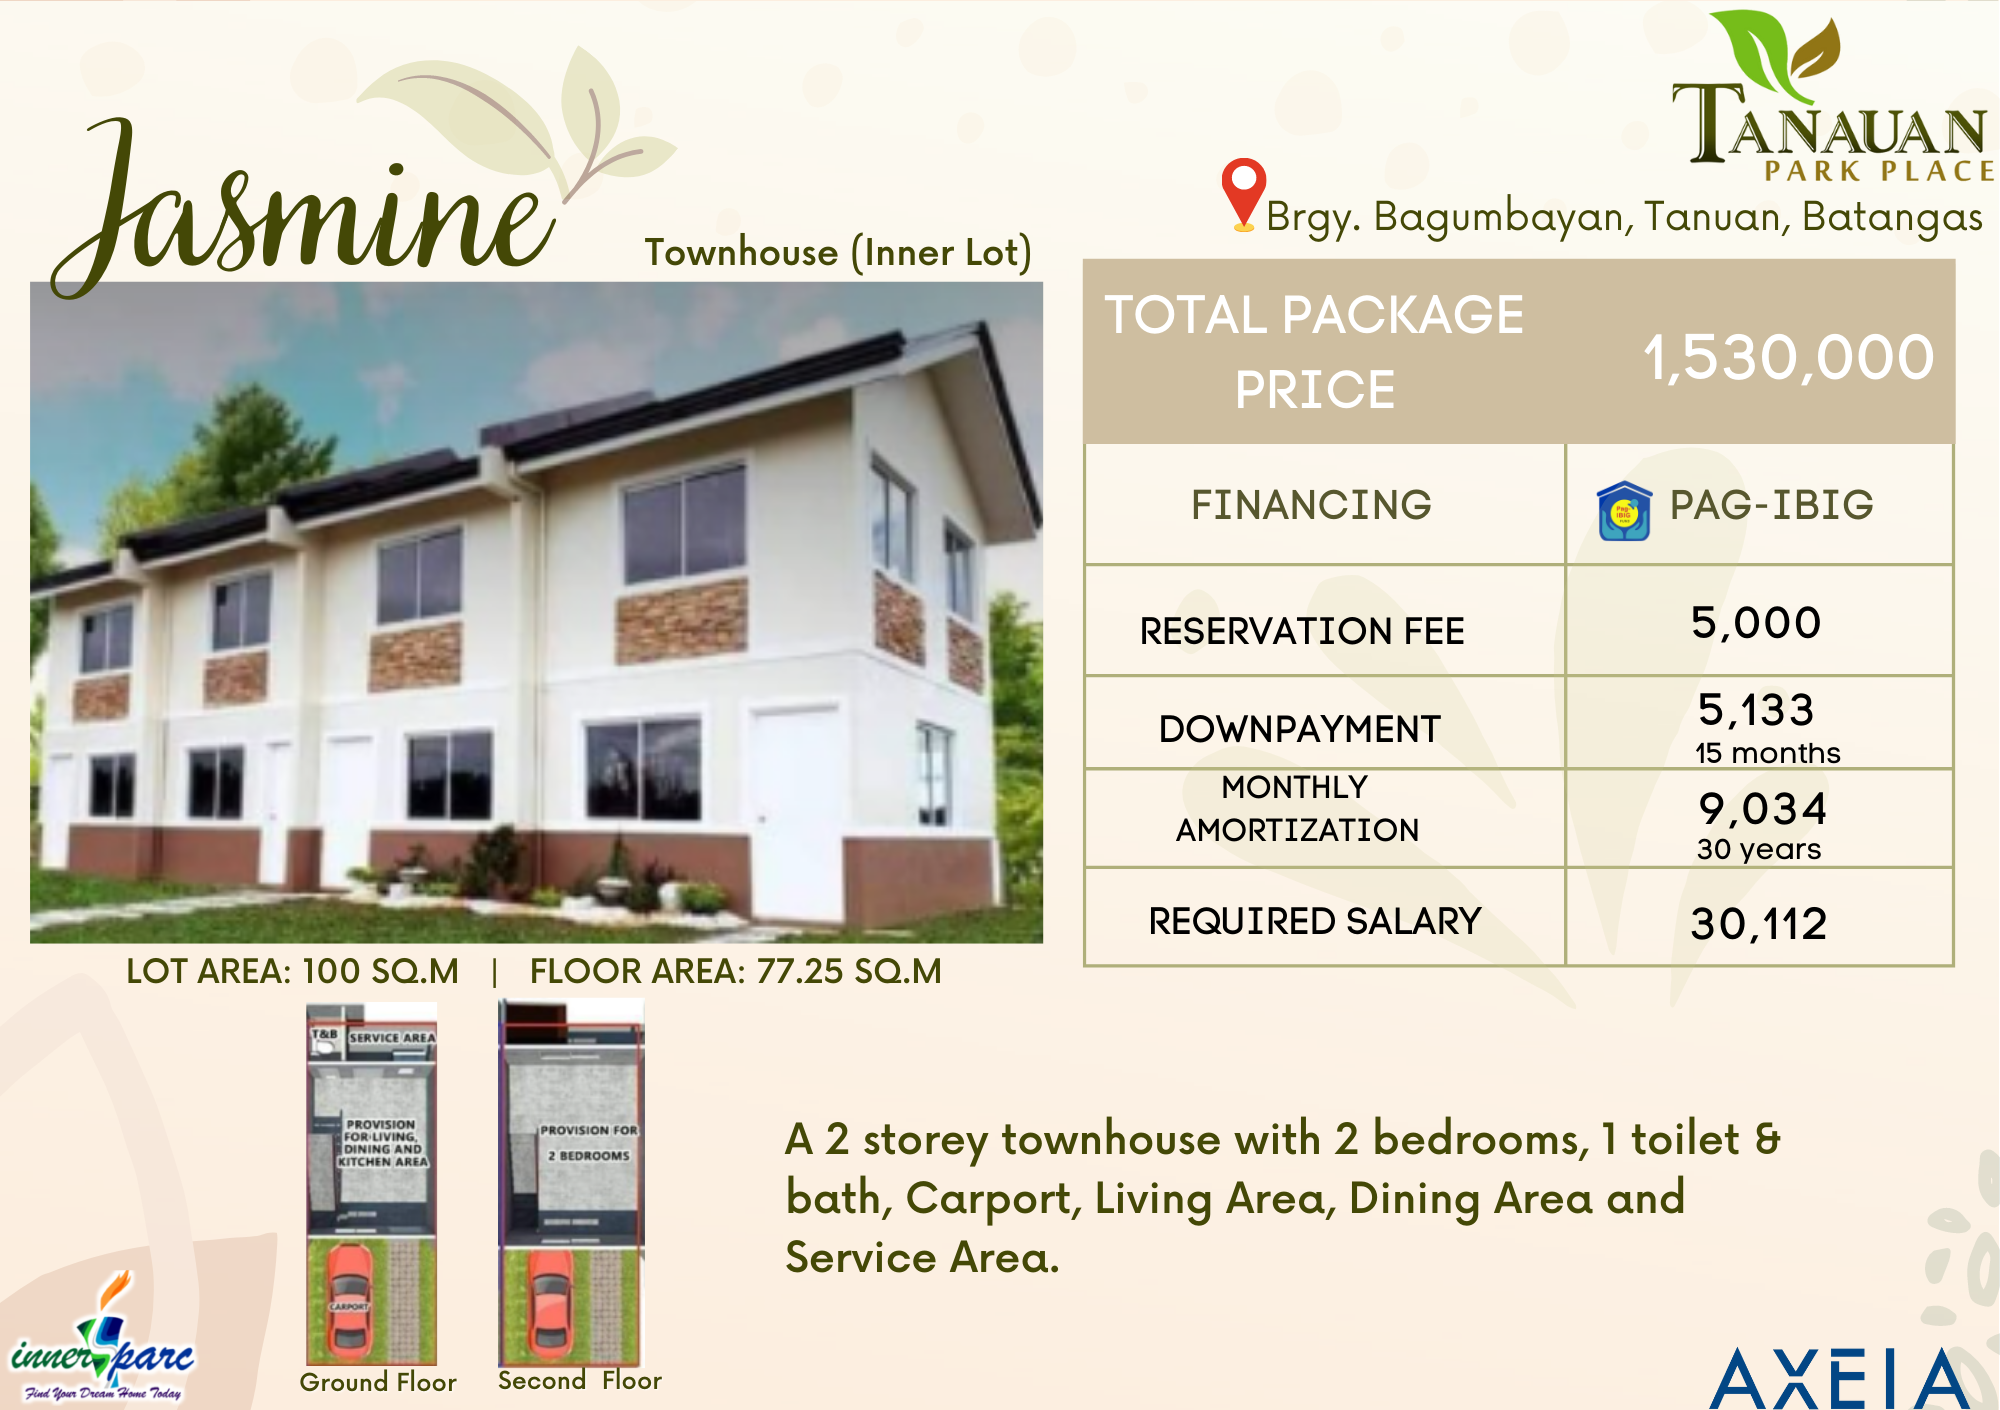 Jasmine
Townhouse (Inner Lot)
TANAUAN
PARK PLACE
Brgy. Bagumbayan, Tanuan, Batangas
TOTAL PACKAGE
PRICE
1,530,000
FINANCING
Pag-IBIG
PAG-IBIG
RESERVATION FEE
5,000
DOWNPAYMENT
5,133
15 months
MONTHLY
AMORTIZATION
9,034
30 years
REQUIRED SALARY
30,112
LOT AREA: 100 SQ.M | FLOOR AREA: 77.25 SQ.M
T&B
SERVICE AREA
PROVISION
FOR LIVING,
DINING AND
KITCHEN AREA
CARPORT
Ground Floor
PROVISION FOR
2 BEDROOMS
Second Floor
A 2 storey townhouse with 2 bedrooms, 1 toilet &
bath, Carport, Living Area, Dining Area and
Service Area.
innerparc
Find Your Dream Home Today
AXEIA